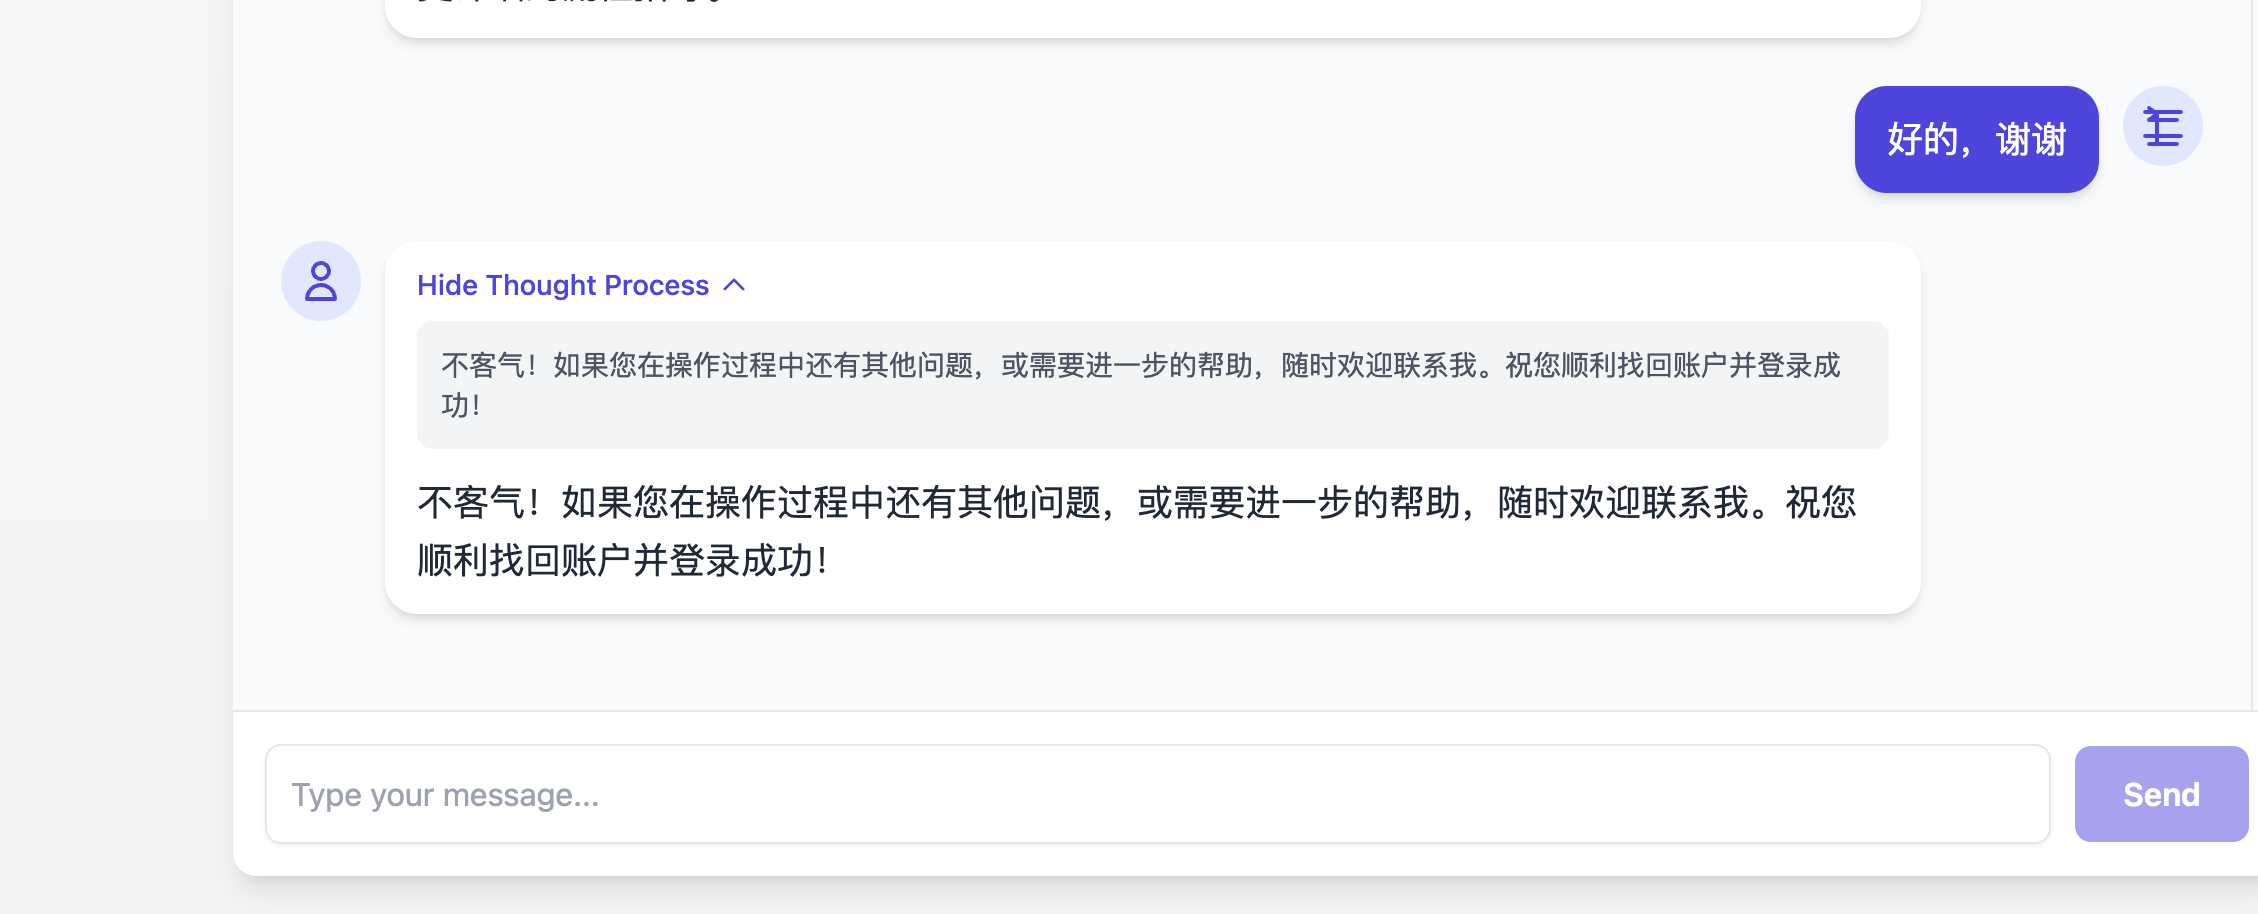 好的，谢谢
Hide Thought Process
不客气！如果您在操作过程中还有其他问题，或需要进一步的帮助，随时欢迎联系我。祝您顺利找回账户并登录成
功！
不客气！如果您在操作过程中还有其他问题，或需要进一步的帮助，随时欢迎联系我。祝您
顺利找回账户并登录成功！
Type your message...
Send